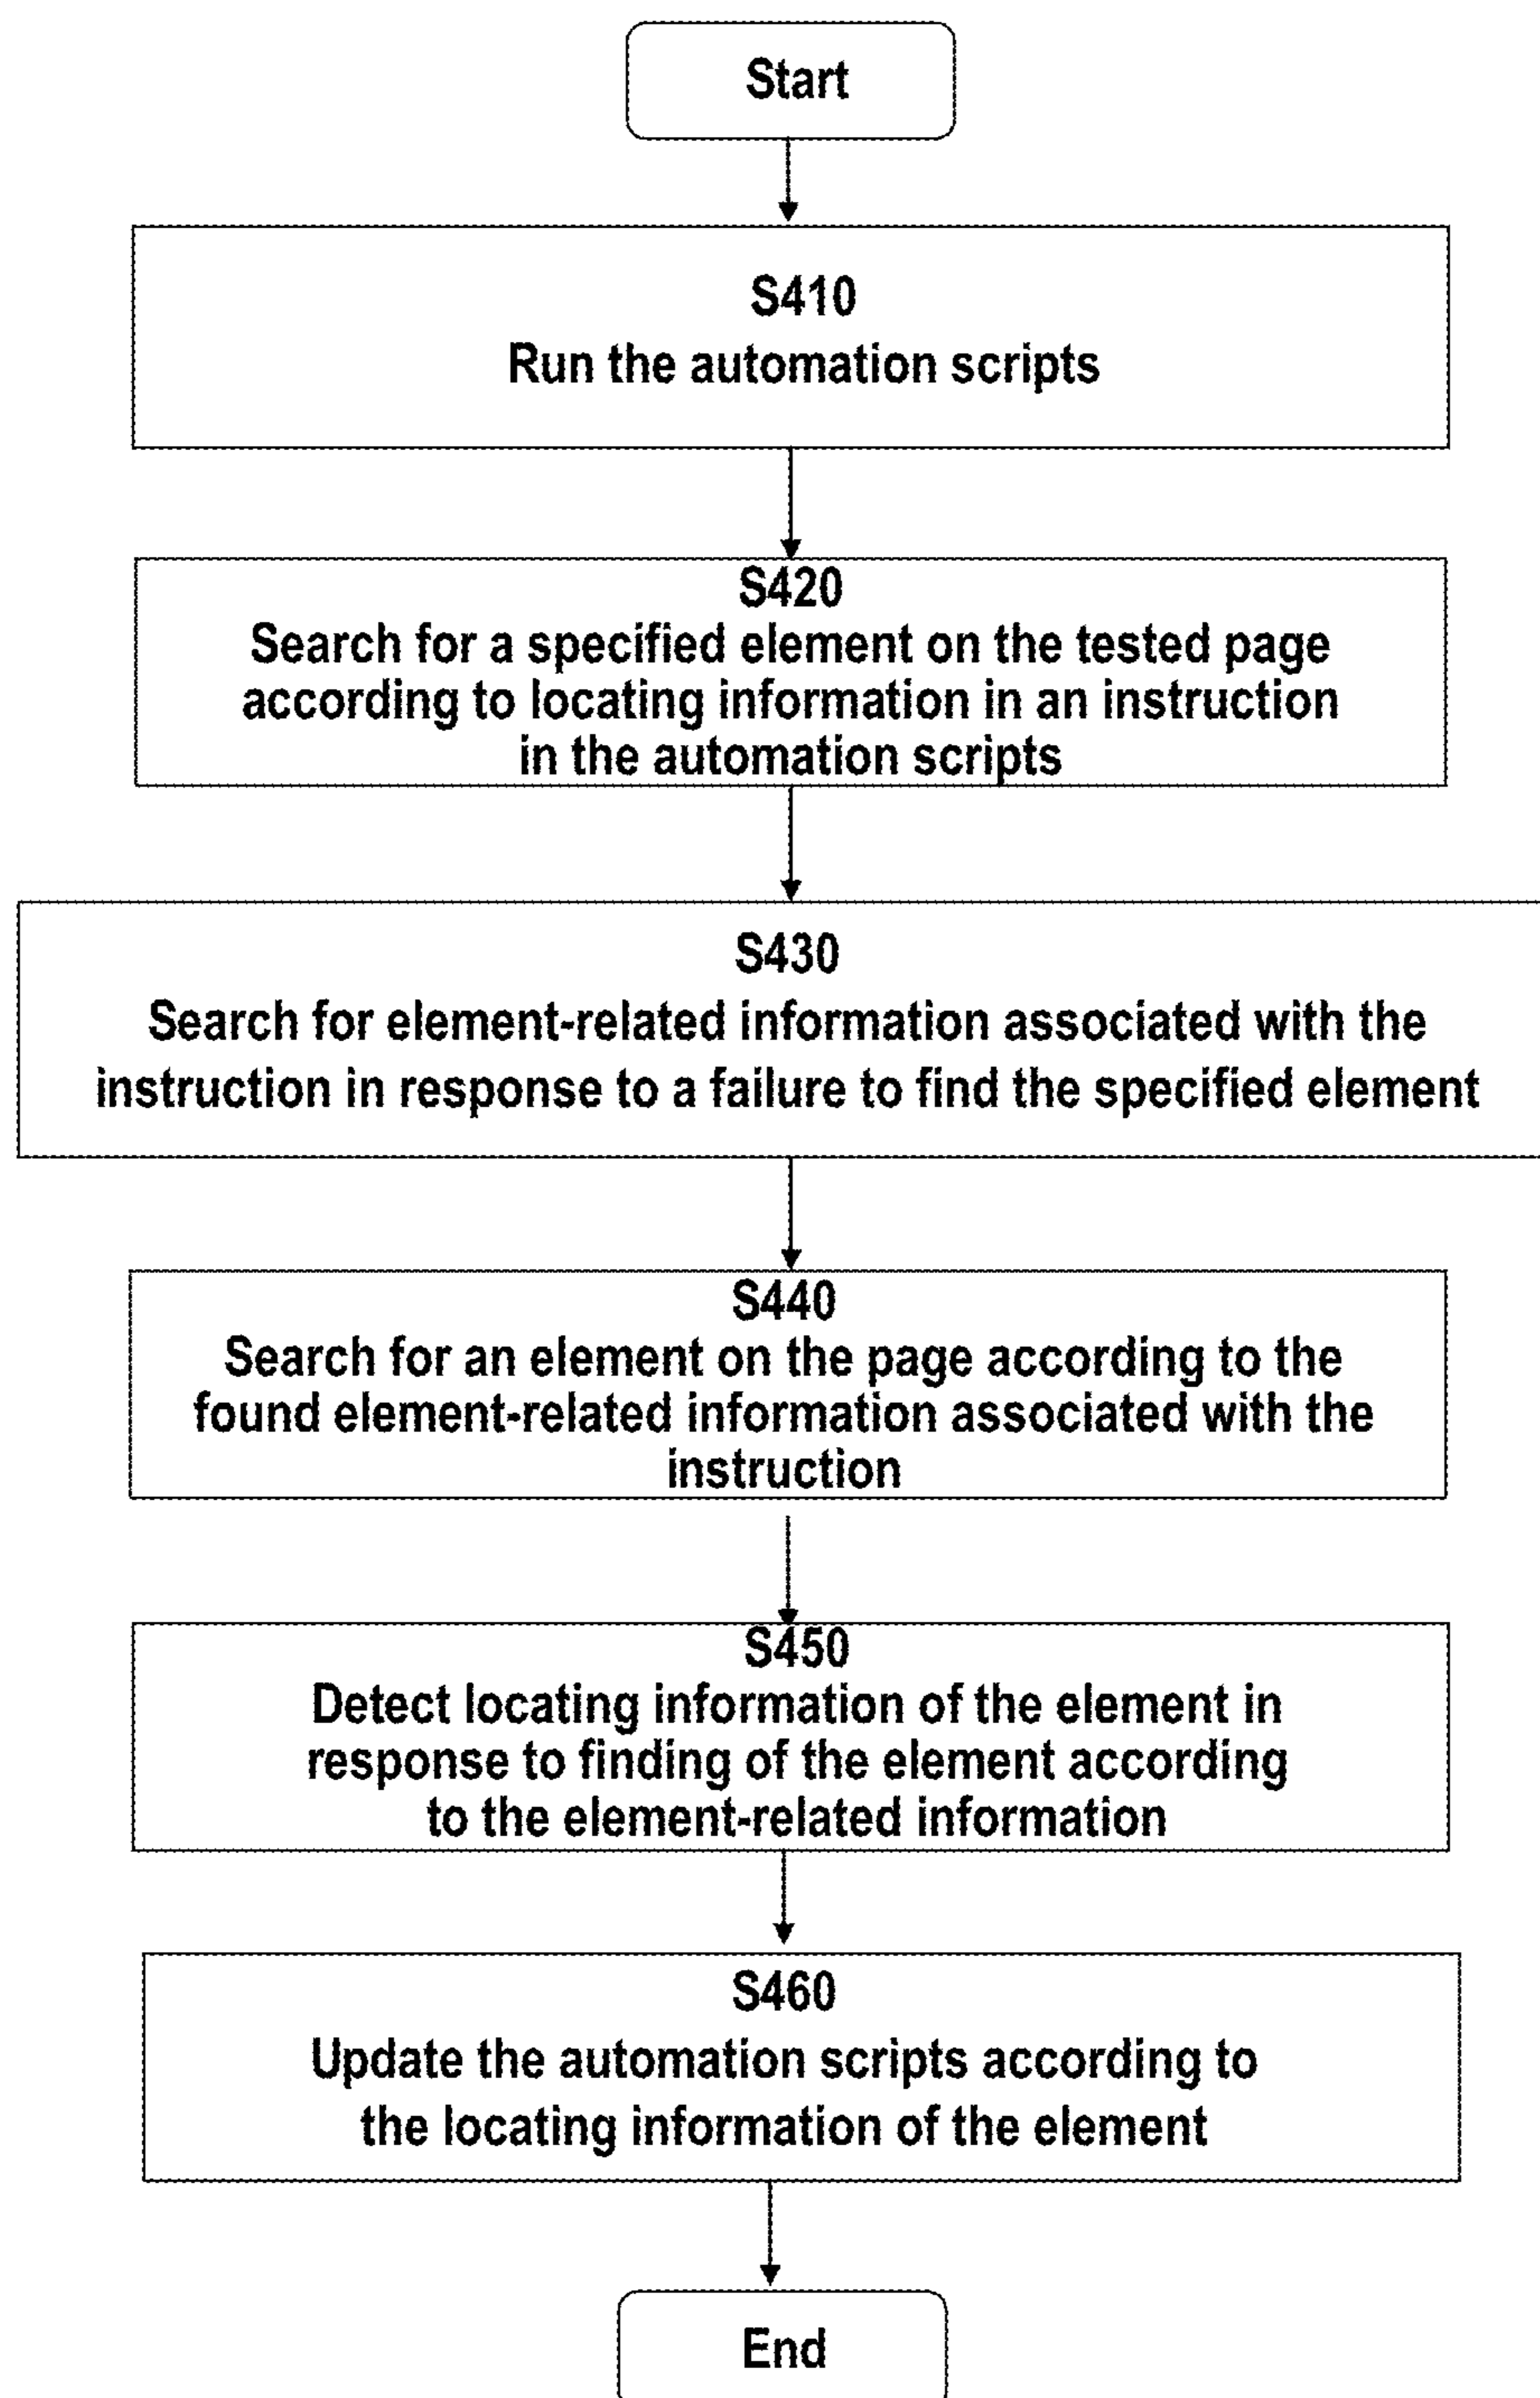 Start
S410
Run the automation scripts
S420
Search for a specified element on the tested page
according to locating information in an instruction
in the automation scripts
S430
Search for element-related information associated with the
instruction in response to a failure to find the specified element
S440
Search for an element on the page according to the
found element-related information associated with the
instruction
S450
Detect locating information of the element in
response to finding of the element according
to the element-related information
S460
Update the automation scripts according to
the locating information of the element
End